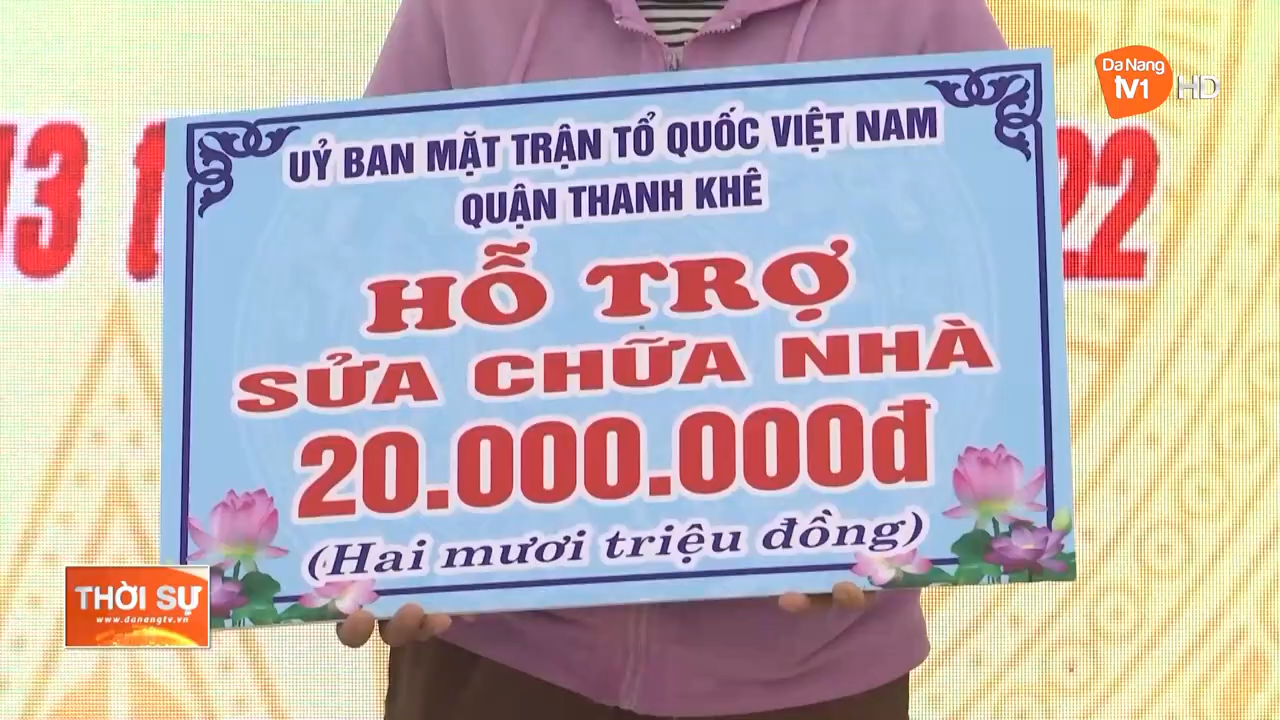 Da Nang
TV1 HD
UỶ BAN MẶT TRẬN TỔ QUỐC VIỆT NAM
QUẬN THANH KHÊ
HỖ TRỢ
SỬA CHỮA NHÀ
20.000.000đ
(Hai mươi triệu đồng)
THỜI SỰ
www.danangtv.vn
22